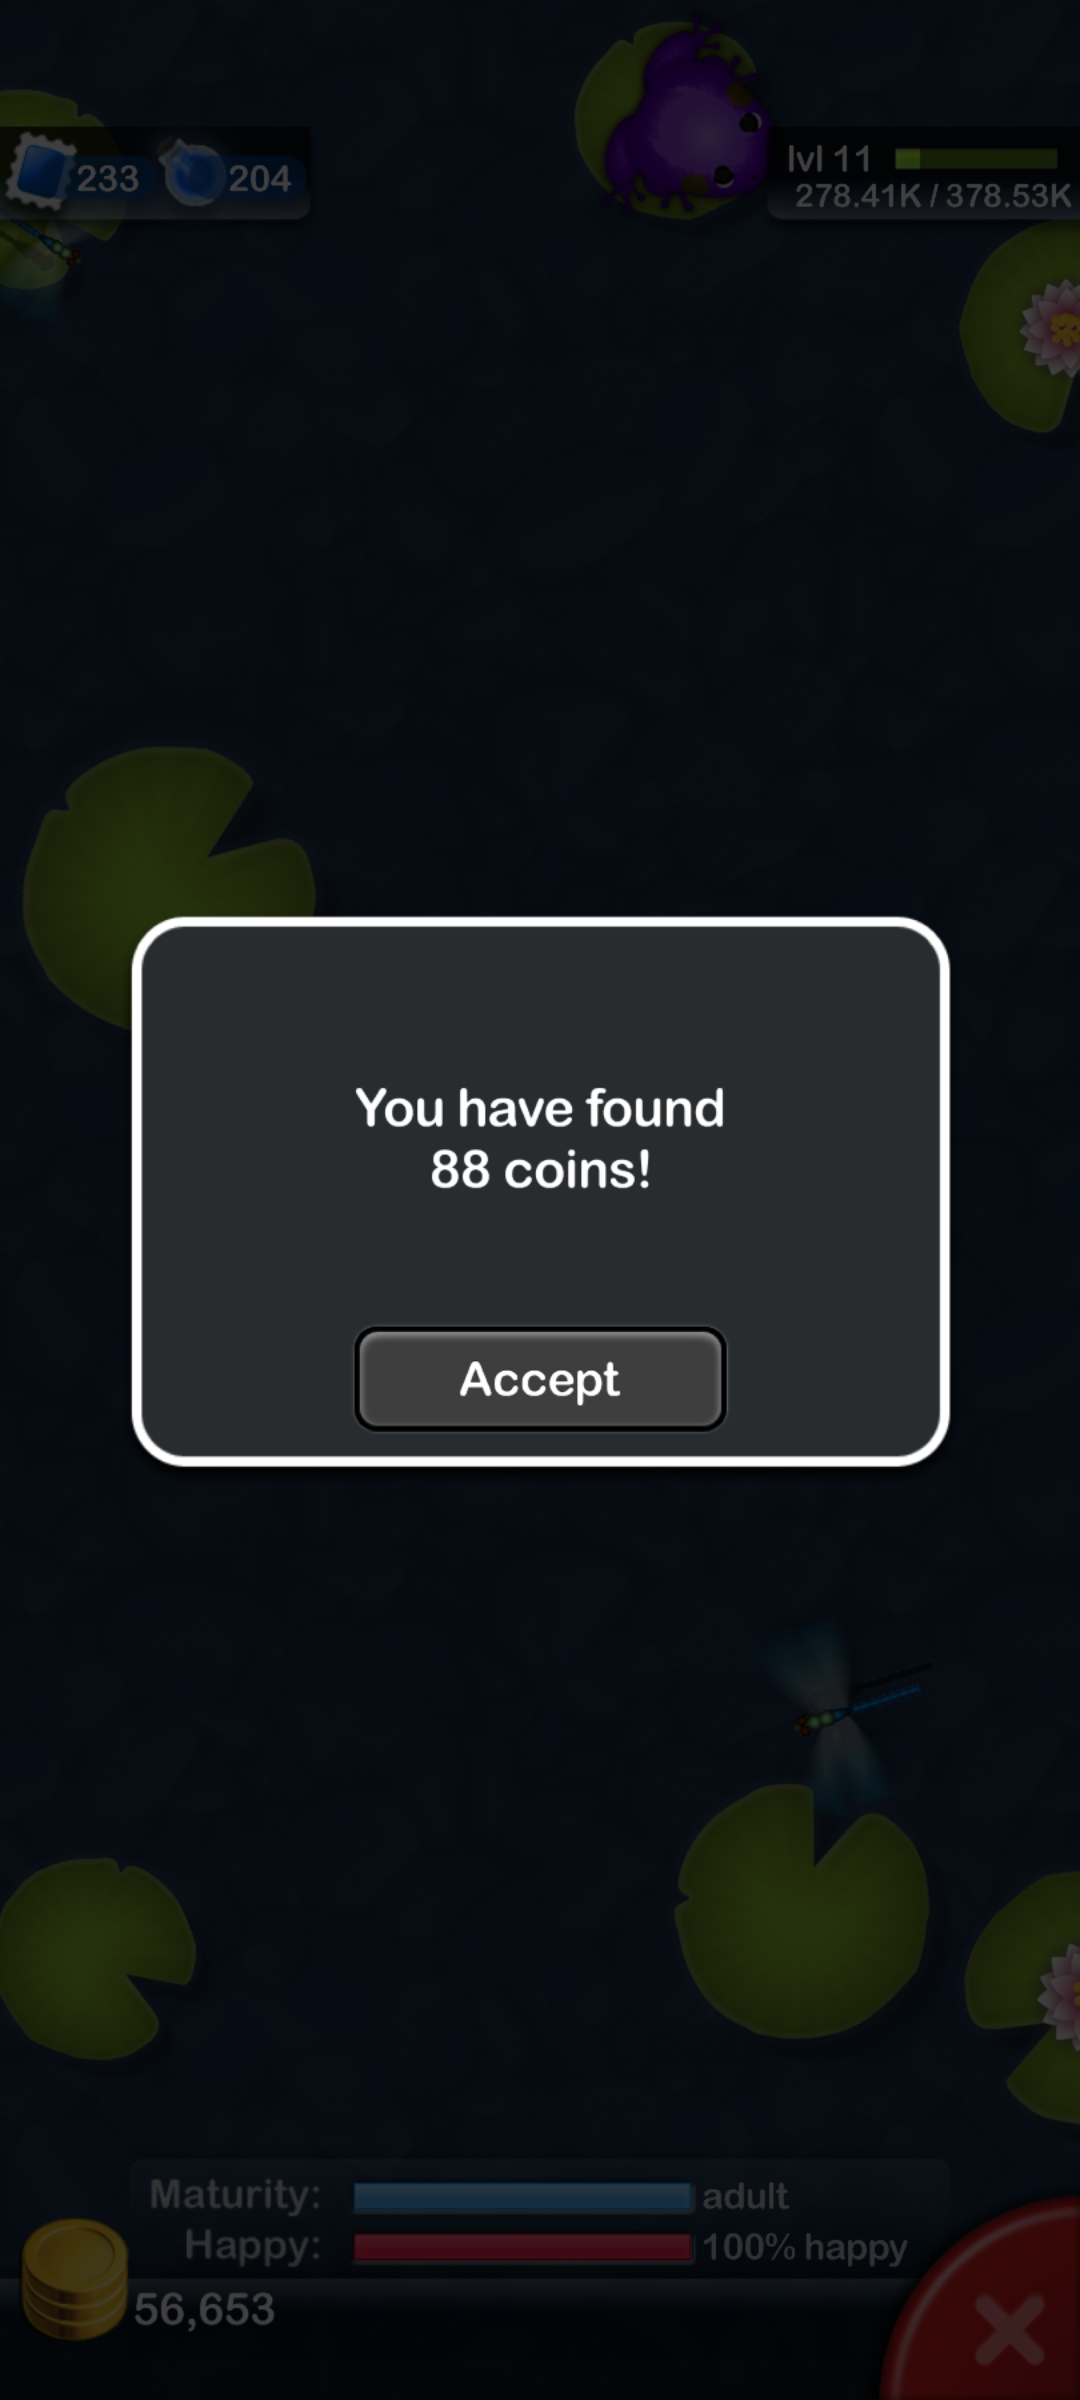 233
204
lvl 11
278.41K / 378.53K
You have found
88 coins!
Accept
Maturity: adult
Happy: 100% happy
56,653